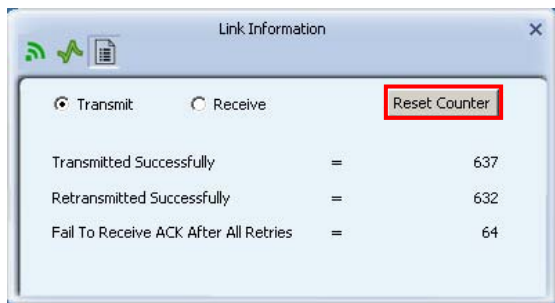 Link Information
Transmit Receive Reset Counter
Transmitted Successfully = 637
Retransmitted Successfully = 632
Fail To Receive ACK After All Retries = 64